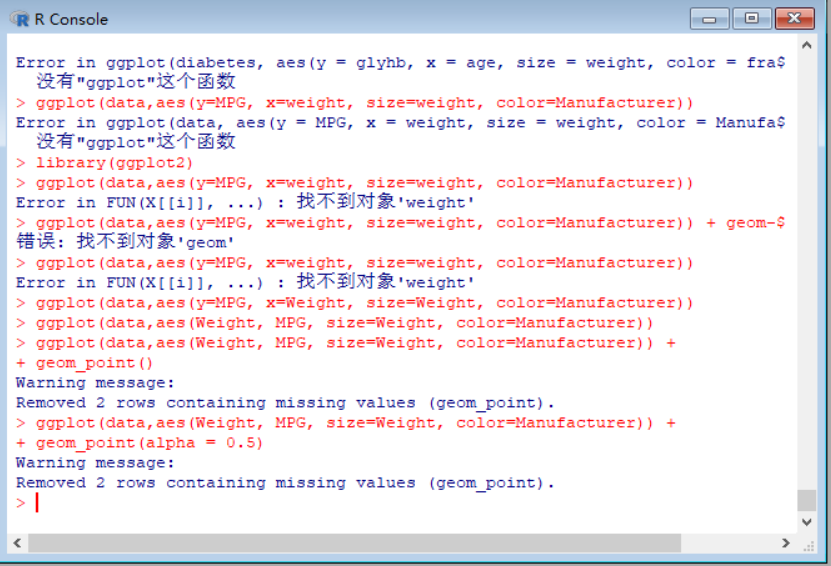 R Console
Error in ggplot(diabetes, aes(y = glyhb, x = age, size = weight, color = fra$
没有"ggplot"这个函数
> ggplot(data,aes(y=MPG, x=weight, size=weight, color=Manufacturer))
Error in ggplot(data, aes(y = MPG, x = weight, size = weight, color = Manufa$
没有"ggplot"这个函数
> library(ggplot2)
> ggplot(data,aes(y=MPG, x=weight, size=weight, color=Manufacturer))
Error in FUN(X[[i]], ...) : 找不到对象'weight'
> ggplot(data,aes(y=MPG, x=weight, size=weight, color=Manufacturer)) + geom-$
错误: 找不到对象'geom'
> ggplot(data,aes(y=MPG, x=weight, size=weight, color=Manufacturer))
Error in FUN(X[[i]], ...) : 找不到对象'weight'
> ggplot(data,aes(y=MPG, x=Weight, size=Weight, color=Manufacturer))
> ggplot(data,aes(Weight, MPG, size=Weight, color=Manufacturer))
> ggplot(data,aes(Weight, MPG, size=Weight, color=Manufacturer)) +
+ geom_point()
Warning message:
Removed 2 rows containing missing values (geom_point).
> ggplot(data,aes(Weight, MPG, size=Weight, color=Manufacturer)) +
+ geom_point(alpha = 0.5)
Warning message:
Removed 2 rows containing missing values (geom_point).
>